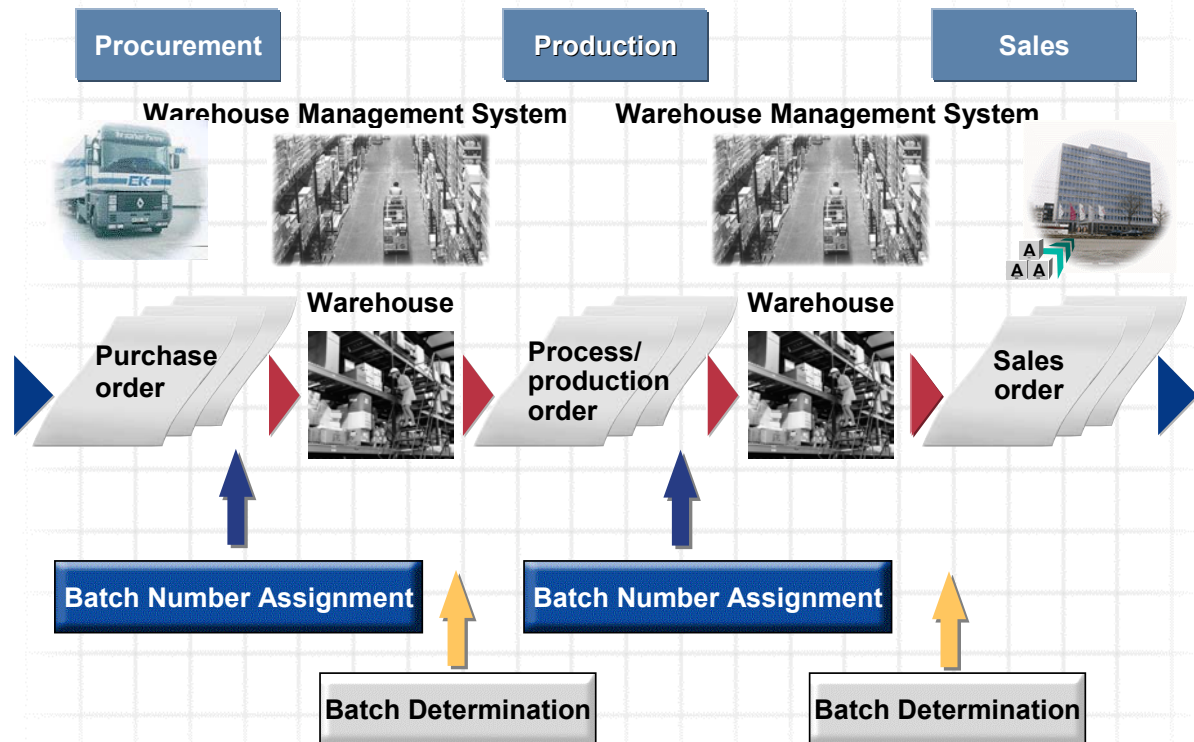 Procurement
Production
Sales
Warehouse Management System
Warehouse Management System
CK
A
A A
Warehouse
Warehouse
Purchase
order
Process/
production
order
Sales
order
Batch Number Assignment
Batch Number Assignment
Batch Determination
Batch Determination